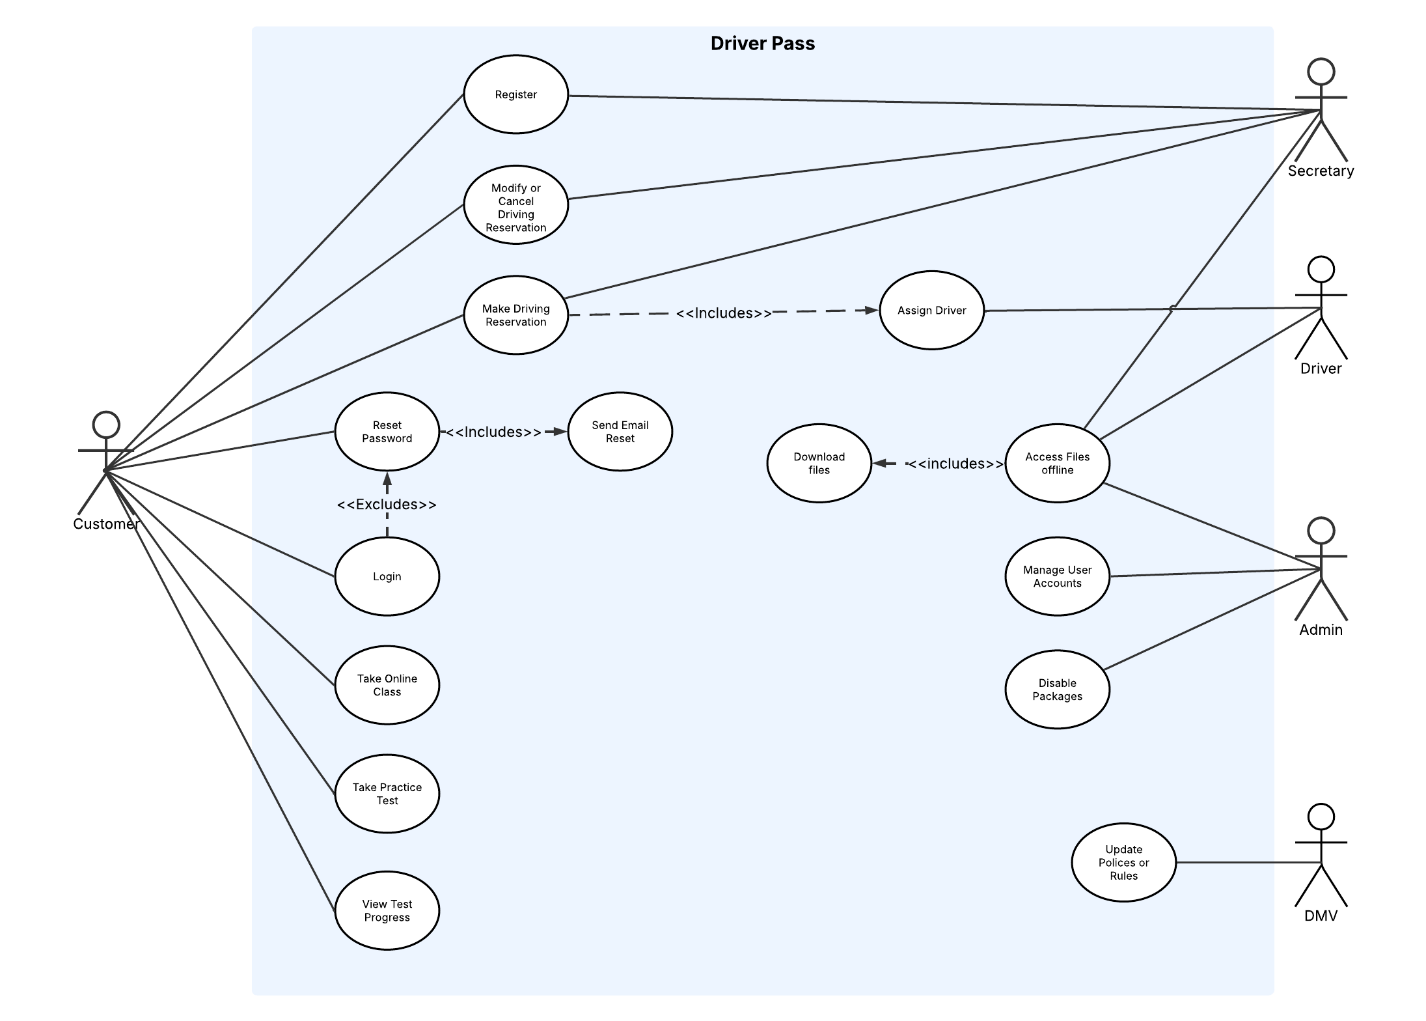 Driver Pass
Register
Secretary
Modify or
Cancel
Driving
Reservation
Make Driving
Reservation
<<Includes>>
Assign Driver
Driver
Reset
Password
<<Includes>>
Send Email
Reset
Download
files
<<includes>>
Access Files
offline
Customer
<<Excludes>>
Login
Manage User
Accounts
Admin
Take Online
Class
Disable
Packages
Take Practice
Test
Update
Polices or
Rules
DMV
View Test
Progress